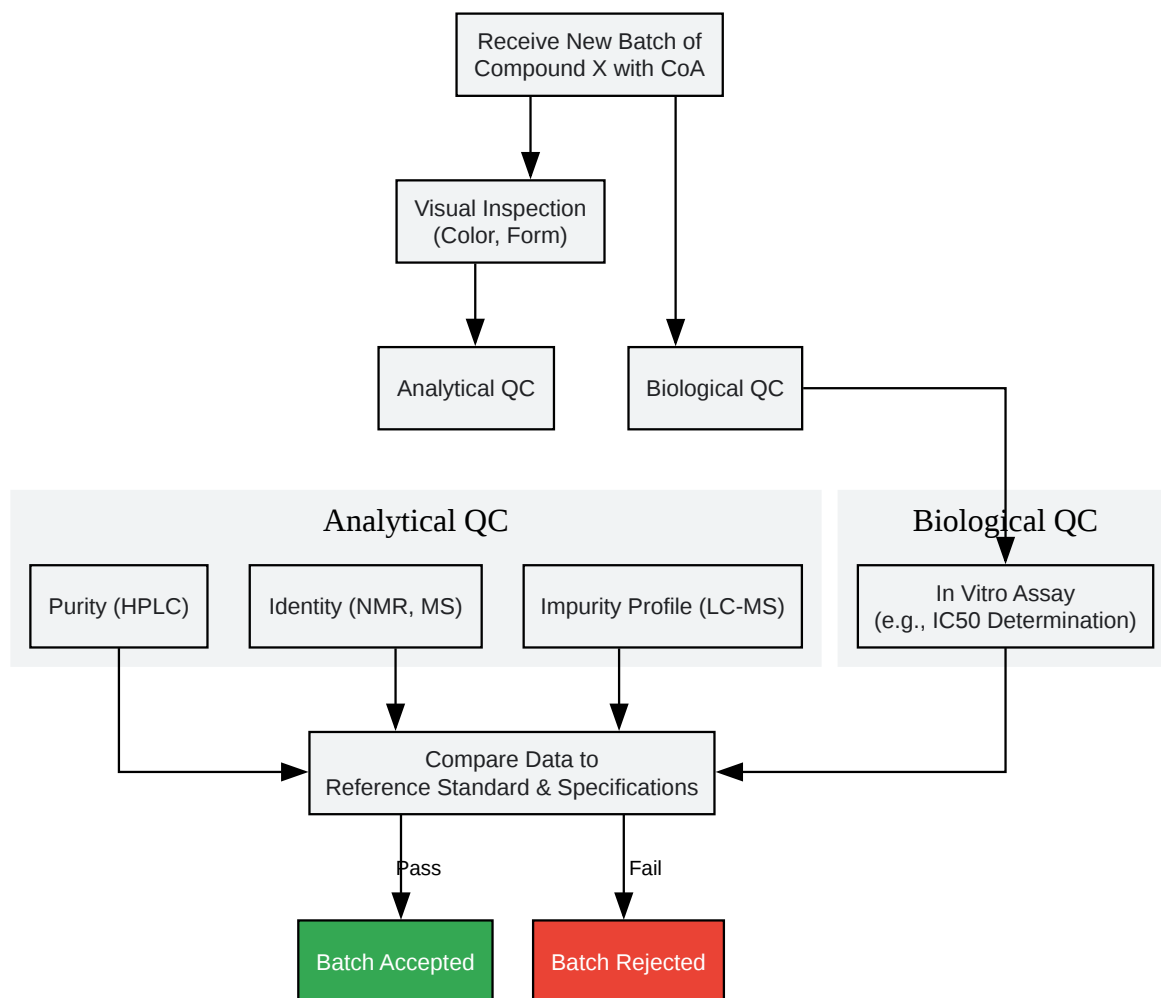 Receive New Batch of
Compound X with CoA
Visual Inspection
(Color, Form)
Analytical QC
Biological QC
Analytical QC
Biological QC
Purity (HPLC)
Identity (NMR, MS)
Impurity Profile (LC-MS)
In Vitro Assay
(e.g., IC50 Determination)
Compare Data to
Reference Standard & Specifications
Pass
Fail
Batch Accepted
Batch Rejected